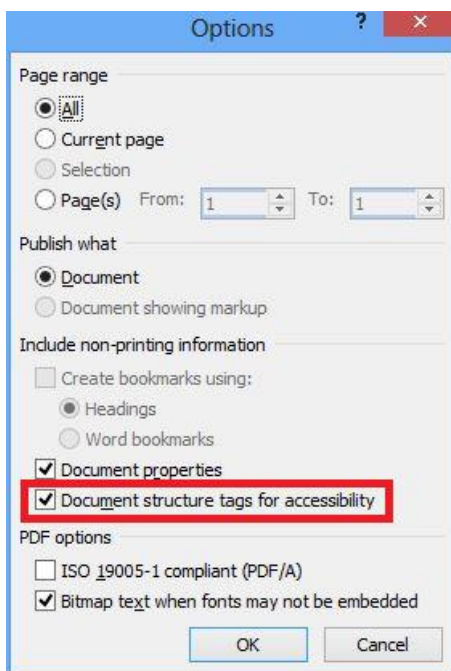 Options ? ×
Page range
All
Current page
Selection
Page(s) From: 1 To: 1
Publish what
Document
Document showing markup
Include non-printing information
Create bookmarks using:
Headings
Word bookmarks
Document properties
Document structure tags for accessibility
PDF options
ISO 19005-1 compliant (PDF/A)
Bitmap text when fonts may not be embedded
OK Cancel